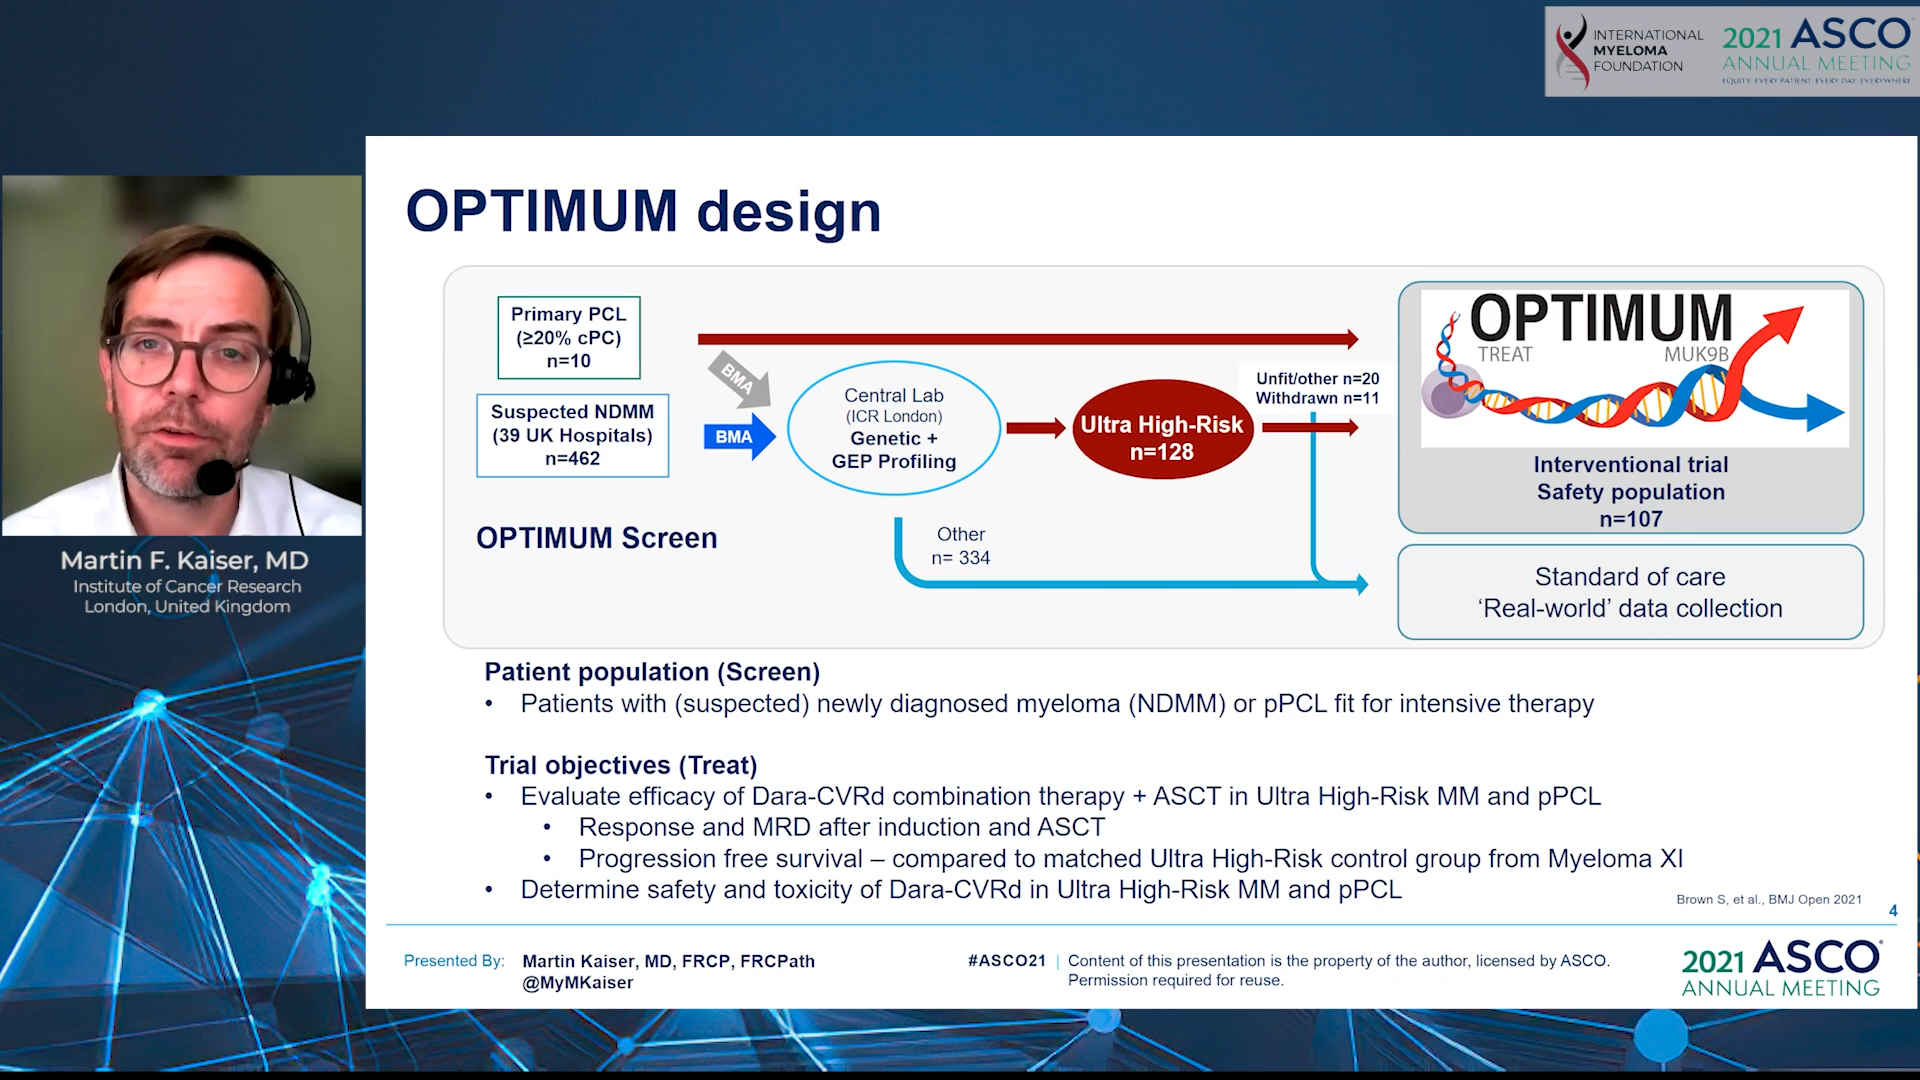 INTERNATIONAL
MYELOMA
FOUNDATION
2021 ASCO
ANNUAL MEETING
EQUITY: EVERY PATIENT. EVERY DAY. EVERYWHERE.
OPTIMUM design
Primary PCL
(≥20% cPC)
n=10
Suspected NDMM
(39 UK Hospitals)
n=462
BMA
BMA
Central Lab
(ICR London)
Genetic +
GEP Profiling
Ultra High-Risk
n=128
Unfit/other n=20
Withdrawn n=11
OPTIMUM
TREAT
MUK9B
Interventional trial
Safety population
n=107
OPTIMUM Screen
Other
n= 334
Standard of care
‘Real-world’ data collection
Martin F. Kaiser, MD
Institute of Cancer Research
London, United Kingdom
Patient population (Screen)
• Patients with (suspected) newly diagnosed myeloma (NDMM) or pPCL fit for intensive therapy
Trial objectives (Treat)
• Evaluate efficacy of Dara-CVRd combination therapy + ASCT in Ultra High-Risk MM and pPCL
• Response and MRD after induction and ASCT
• Progression free survival – compared to matched Ultra High-Risk control group from Myeloma XI
• Determine safety and toxicity of Dara-CVRd in Ultra High-Risk MM and pPCL
Brown S, et al., BMJ Open 2021
4
Presented By: Martin Kaiser, MD, FRCP, FRCPath
@MyMKaiser
#ASCO21 | Content of this presentation is the property of the author, licensed by ASCO.
Permission required for reuse.
2021 ASCO®
ANNUAL MEETING